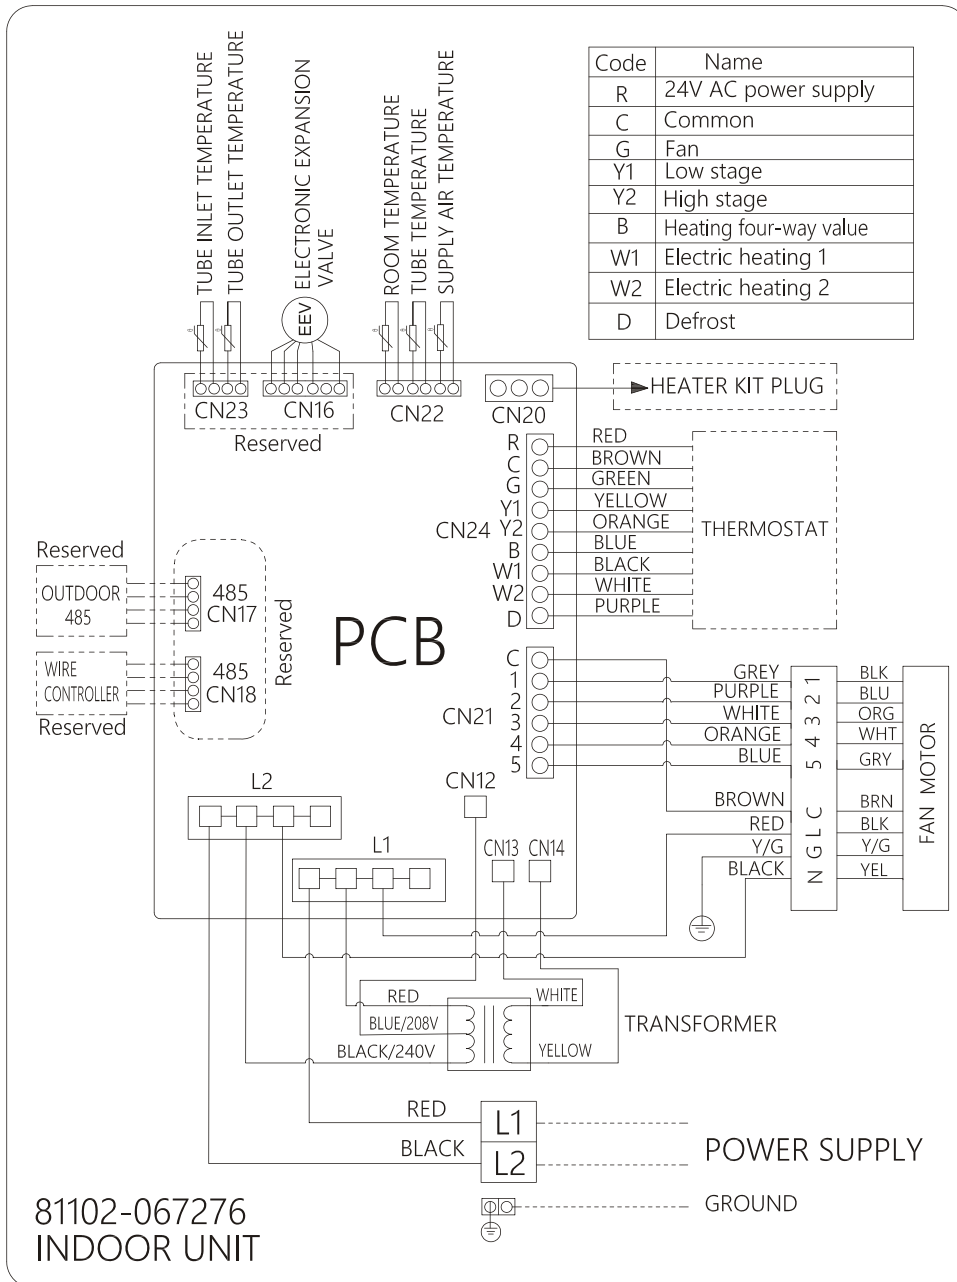 TUBE INLET TEMPERATURE
TUBE OUTLET TEMPERATURE
ELECTRONIC EXPANSION
VALVE
ROOM TEMPERATURE
TUBE TEMPERATURE
SUPPLY AIR TEMPERATURE
Code Name
R 24V AC power supply
C Common
G Fan
Y1 Low stage
Y2 High stage
B Heating four-way value
W1 Electric heating 1
W2 Electric heating 2
D Defrost
θ
θ
EEV
θ
θ
θ
CN23
CN16
Reserved
CN22
CN20
HEATER KIT PLUG
CN24
R RED
C BROWN
G GREEN
Y1 YELLOW
Y2 ORANGE
B BLUE
W1 BLACK
W2 WHITE
D PURPLE
THERMOSTAT
Reserved
OUTDOOR
485
485
CN17
WIRE
CONTROLLER
Reserved
485
CN18
Reserved
PCB
CN21
C
1
2
3
4
5
GREY 1 BLK
PURPLE 2 BLU
WHITE 3 ORG
ORANGE 4 WHT
BLUE 5 GRY
BROWN C BRN
RED L BLK
Y/G G Y/G
BLACK N YEL
FAN MOTOR
L2
L1
CN12
CN13 CN14
RED
BLUE/208V
BLACK/240V
WHITE
YELLOW
TRANSFORMER
RED L1
BLACK L2
POWER SUPPLY
GROUND
81102-067276
INDOOR UNIT